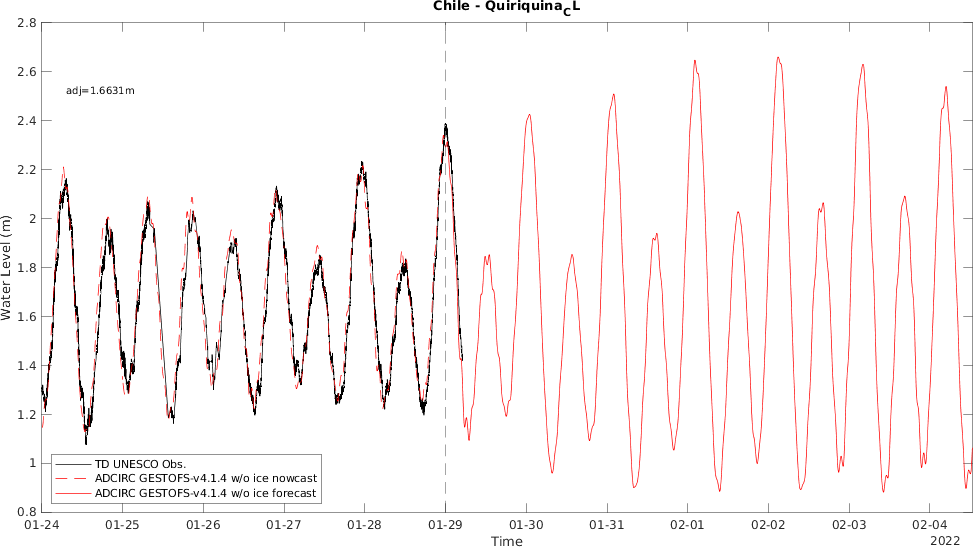 Chile - Quiriquina_CL
2.8
2.6
2.4
2.2
2
1.8
1.6
1.4
1.2
1
0.8
Water Level (m)
adj=1.6631m
TD UNESCO Obs.
ADCIRC GESTOFS-v4.1.4 w/o ice nowcast
ADCIRC GESTOFS-v4.1.4 w/o ice forecast
01-24 01-25 01-26 01-27 01-28 01-29 01-30 01-31 02-01 02-02 02-03 02-04
Time
2022